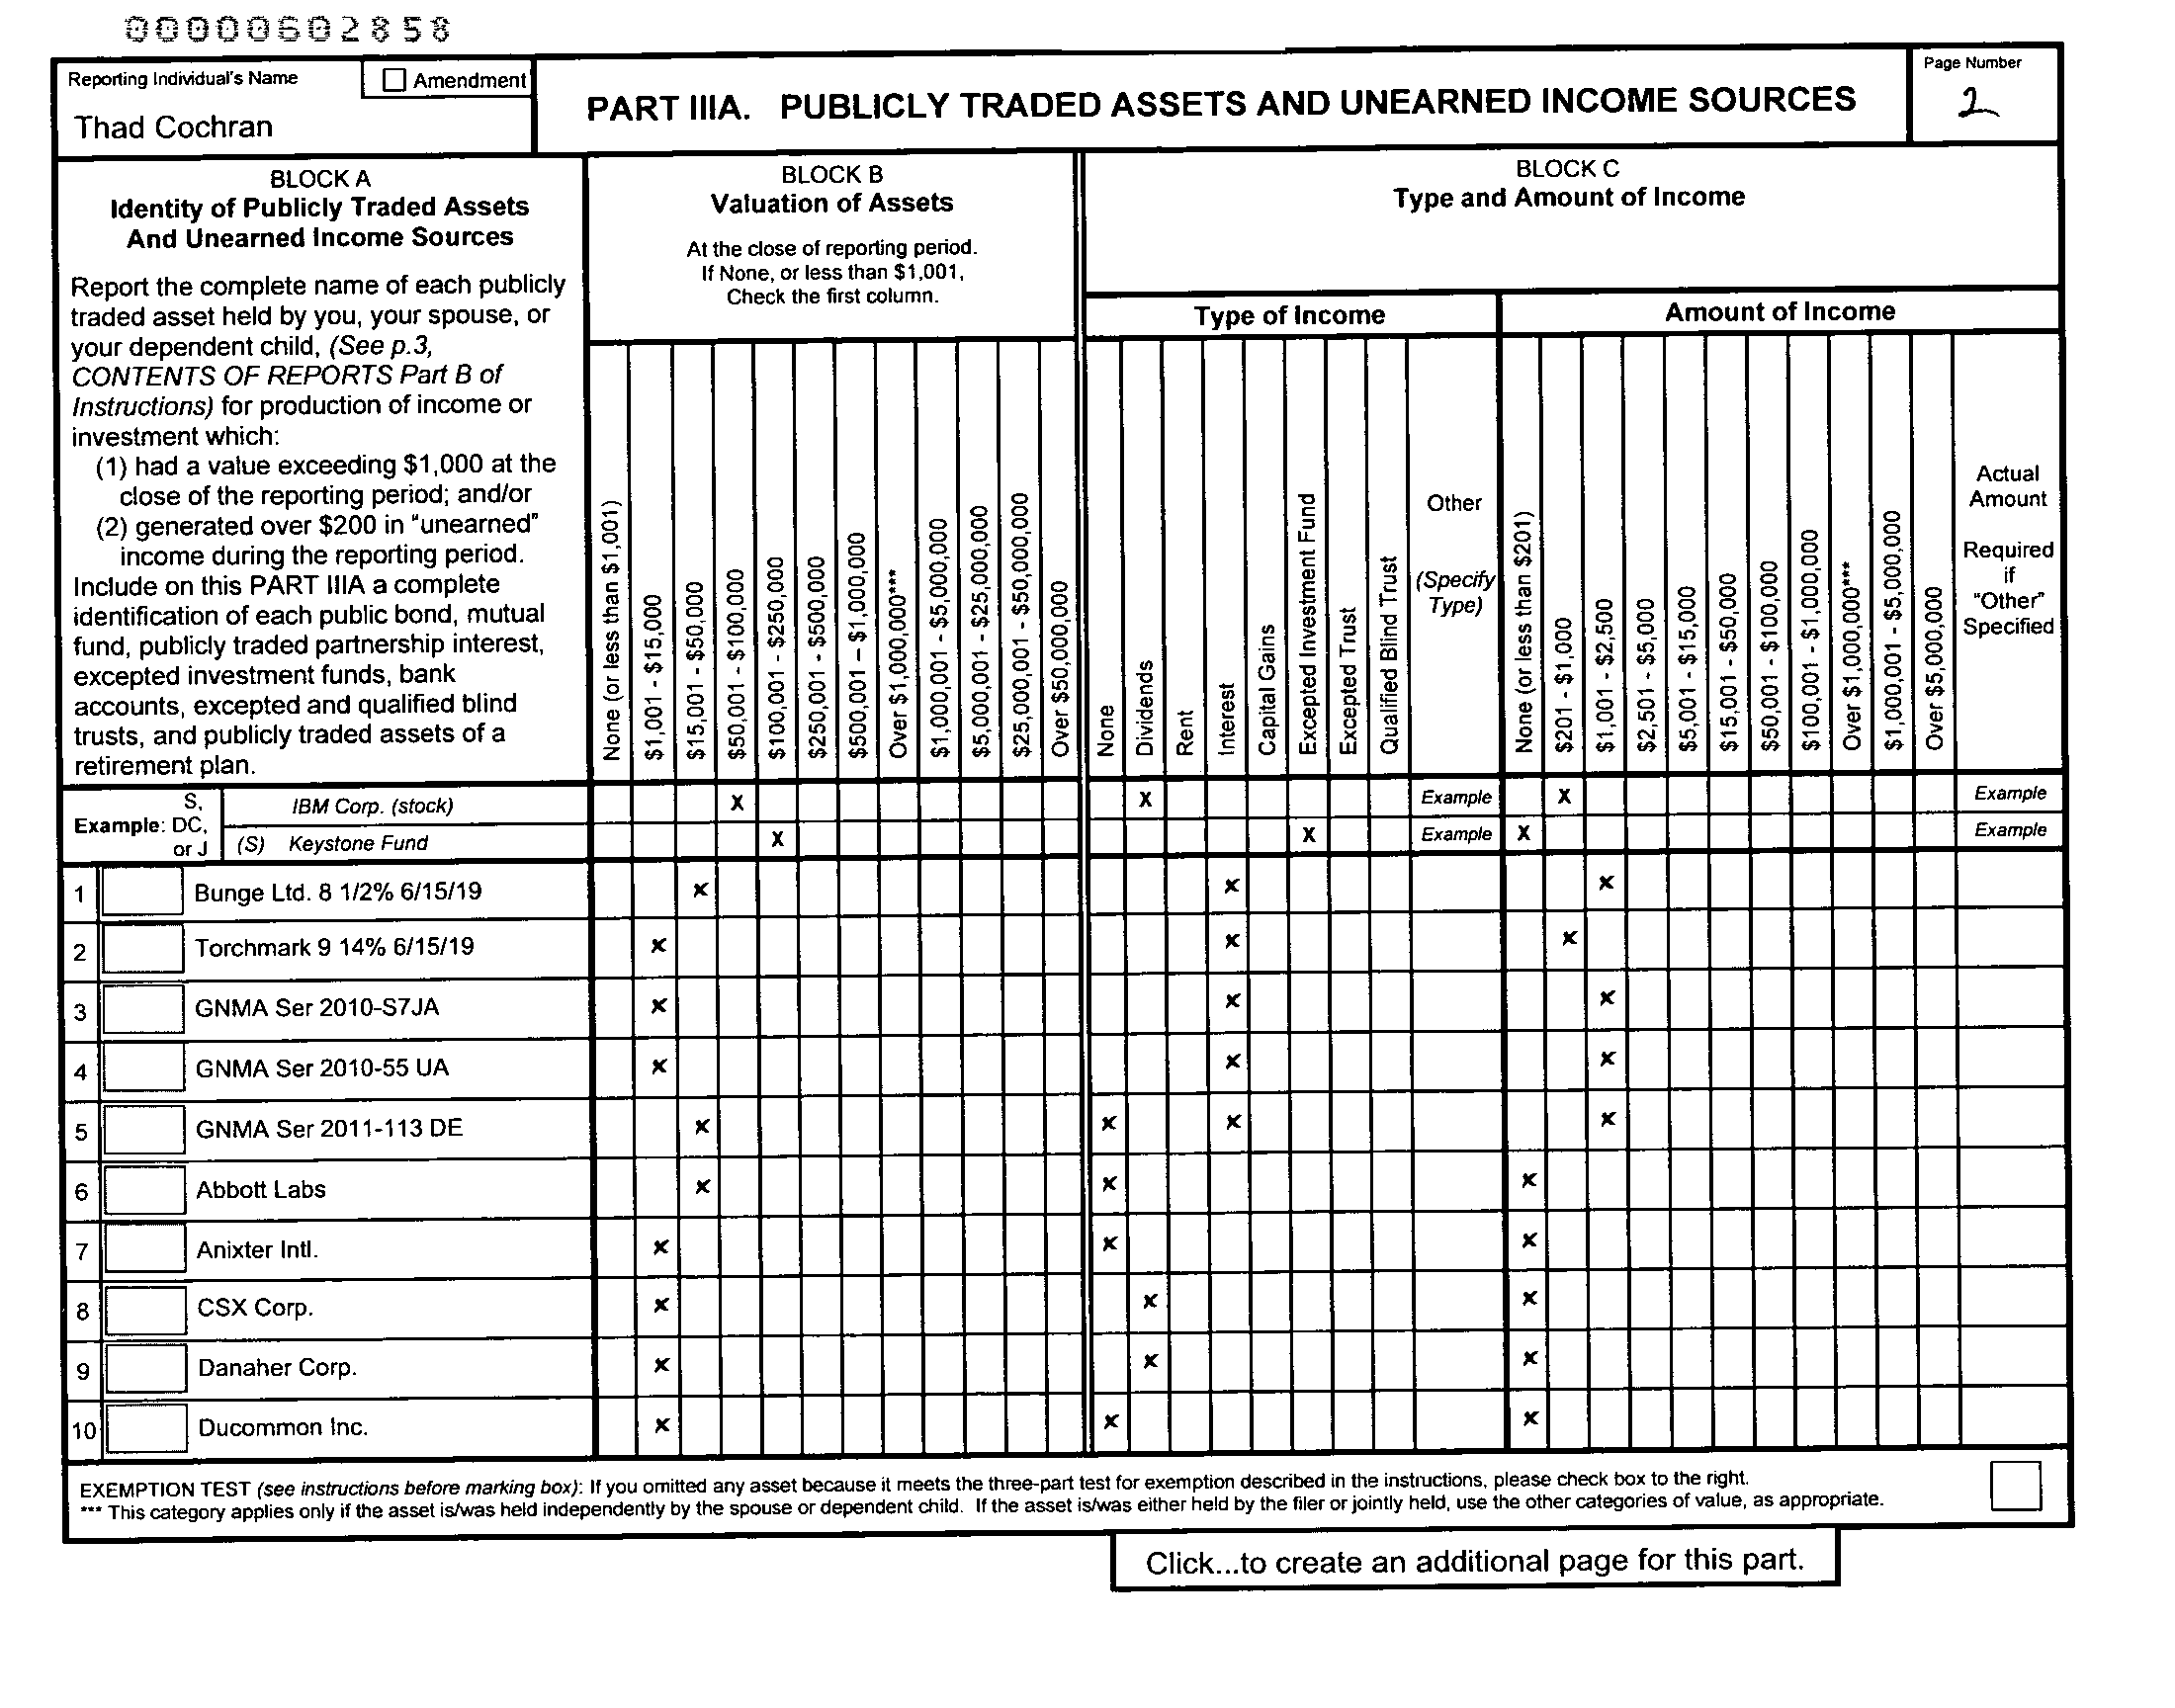 00000602858
Reporting Individual's Name
Amendment
Thad Cochran
PART IIIA. PUBLICLY TRADED ASSETS AND UNEARNED INCOME SOURCES
Page Number
2
BLOCK A
Identity of Publicly Traded Assets
And Unearned Income Sources
Report the complete name of each publicly
traded asset held by you, your spouse, or
your dependent child, (See p.3,
CONTENTS OF REPORTS Part B of
Instructions) for production of income or
investment which:
(1) had a value exceeding $1,000 at the
close of the reporting period; and/or
(2) generated over $200 in "unearned"
income during the reporting period.
Include on this PART IIIA a complete
identification of each public bond, mutual
fund, publicly traded partnership interest,
excepted investment funds, bank
accounts, excepted and qualified blind
trusts, and publicly traded assets of a
retirement plan.
BLOCK B
Valuation of Assets
At the close of reporting period.
If None, or less than $1,001,
Check the first column.
None (or less than $1,001)
$1,001 - $15,000
$15,001 - $50,000
$50,001 - $100,000
$100,001 - $250,000
$250,001 - $500,000
$500,001 – $1,000,000
Over $1,000,000***
$1,000,001 - $5,000,000
$5,000,001 - $25,000,000
$25,000,001 - $50,000,000
Over $50,000,000
BLOCK C
Type and Amount of Income
Type of Income
None
Dividends
Rent
Interest
Capital Gains
Excepted Investment Fund
Excepted Trust
Qualified Blind Trust
Other
(Specify
Type)
Amount of Income
None (or less than $201)
$201 - $1,000
$1,001 - $2,500
$2,501 - $5,000
$5,001 - $15,000
$15,001 - $50,000
$50,001 - $100,000
$100,001 - $1,000,000
Over $1,000,000***
$1,000,001 - $5,000,000
Over $5,000,000
Actual
Amount
Required
if
"Other"
Specified
Example: S, DC, or J
IBM Corp. (stock) X X Example X Example
(S) Keystone Fund X X Example X Example
1 Bunge Ltd. 8 1/2% 6/15/19 x x x
2 Torchmark 9 14% 6/15/19 x x x
3 GNMA Ser 2010-S7JA x x x
4 GNMA Ser 2010-55 UA x x x
5 GNMA Ser 2011-113 DE x x x x
6 Abbott Labs x x x
7 Anixter Intl. x x x
8 CSX Corp. x x x
9 Danaher Corp. x x x
10 Ducommon Inc. x x x
EXEMPTION TEST (see instructions before marking box): If you omitted any asset because it meets the three-part test for exemption described in the instructions, please check box to the right.
*** This category applies only if the asset is/was held independently by the spouse or dependent child. If the asset is/was either held by the filer or jointly held, use the other categories of value, as appropriate.
Click...to create an additional page for this part.